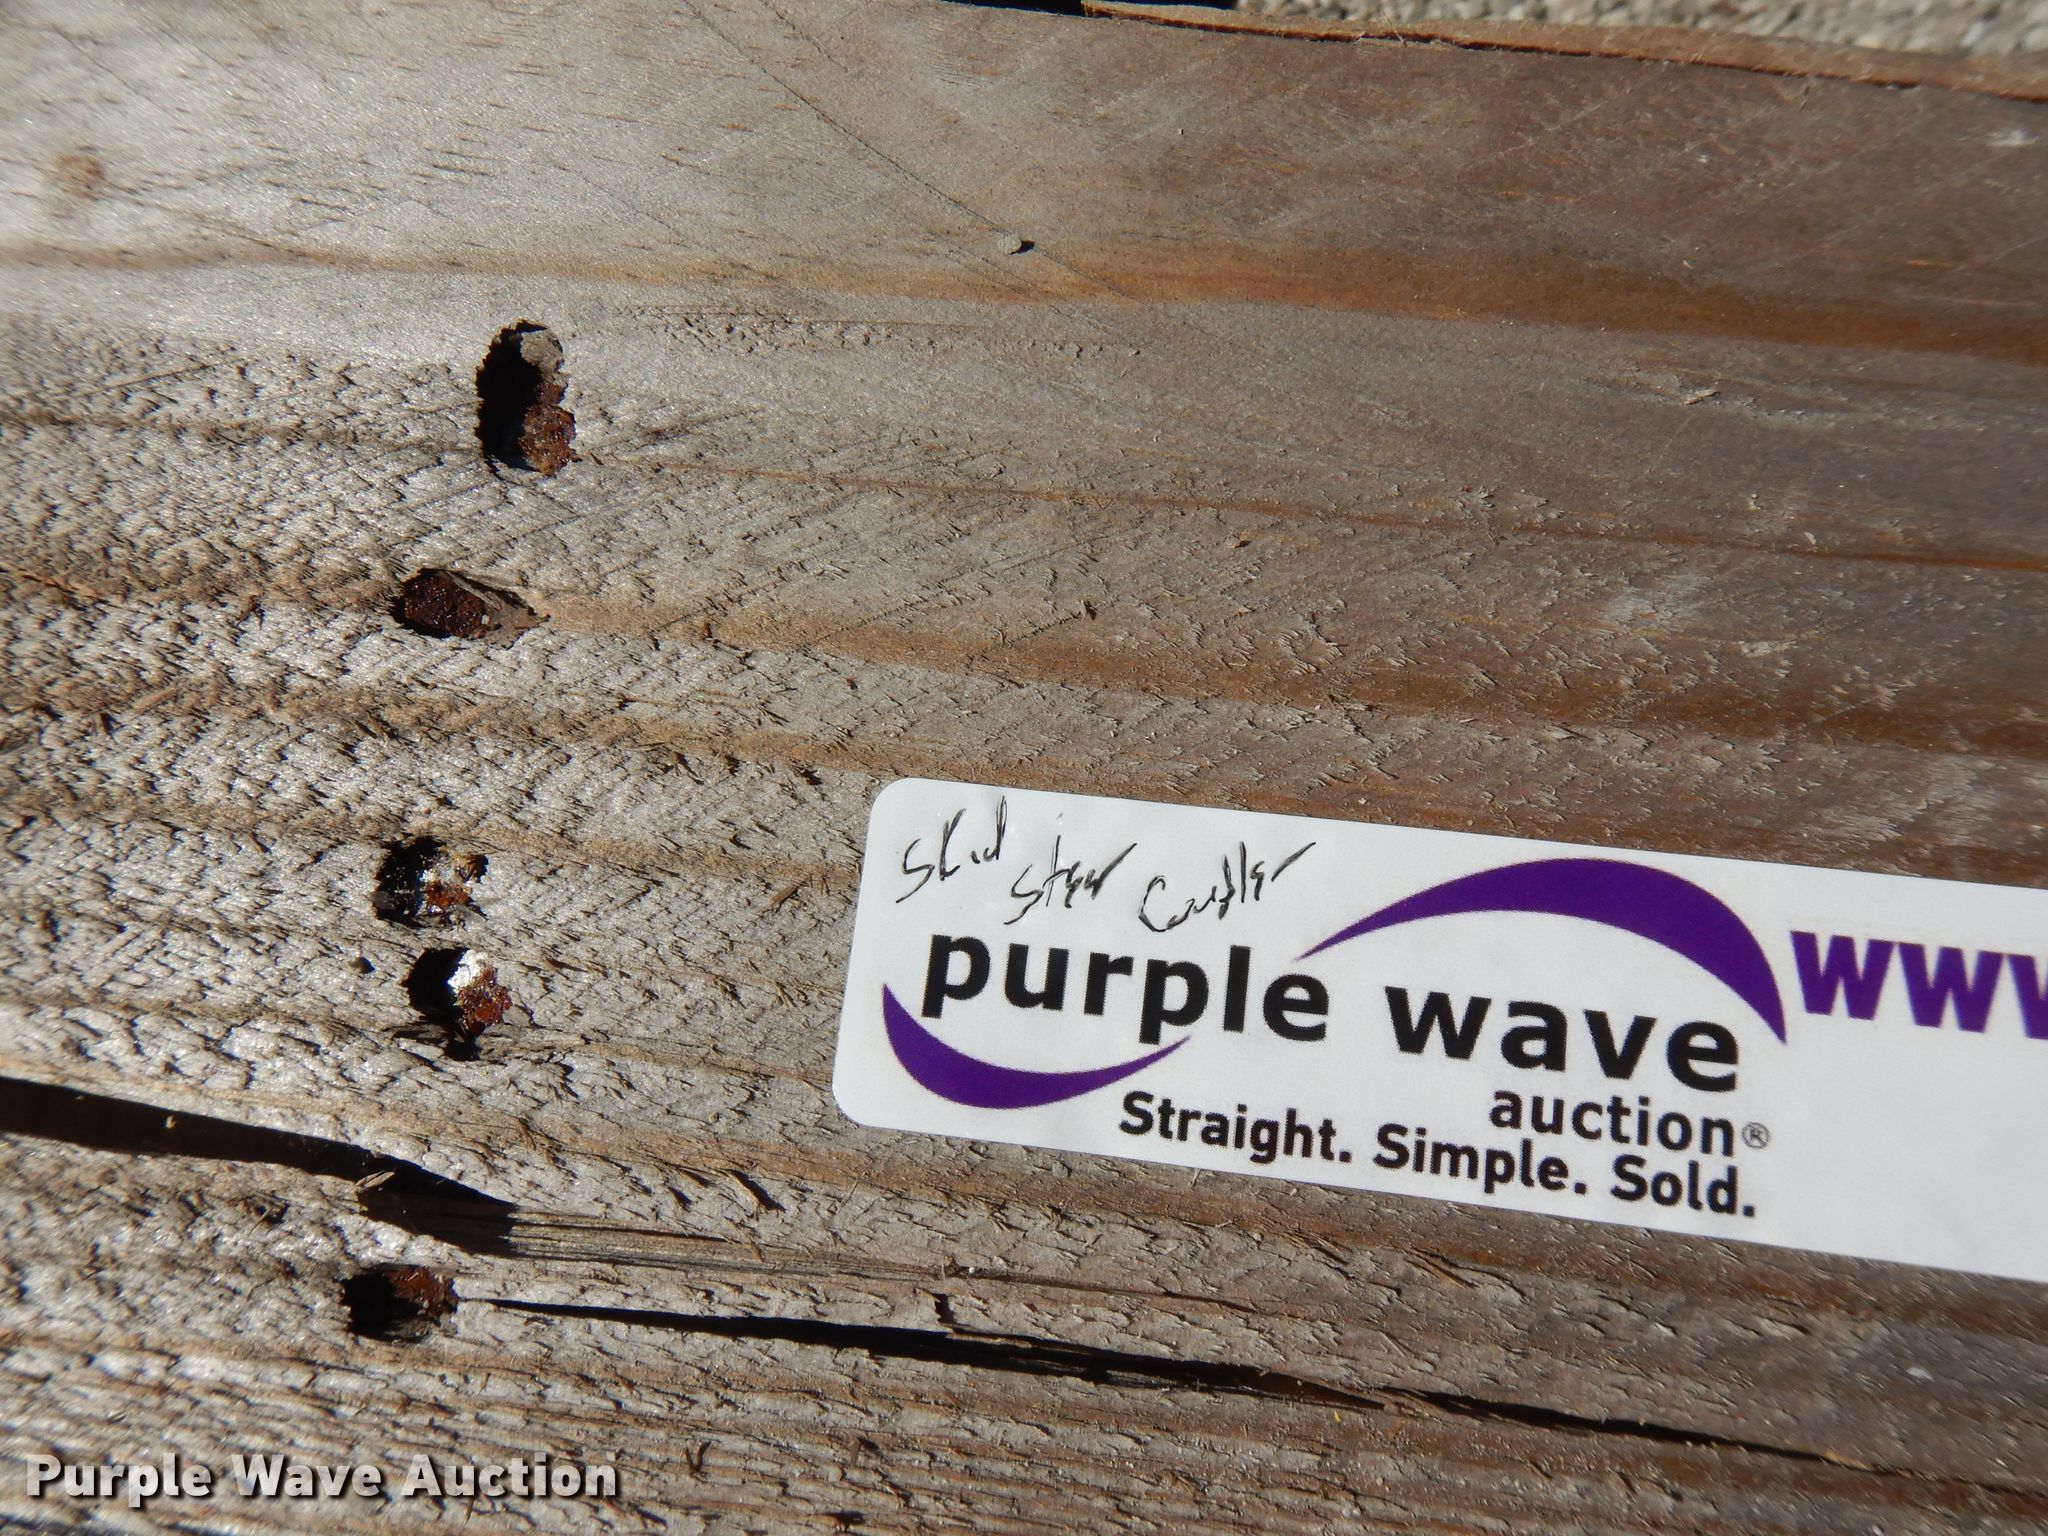 Skid Steer Coupler
purple wave
www
auction®
Straight. Simple. Sold.
Purple Wave Auction